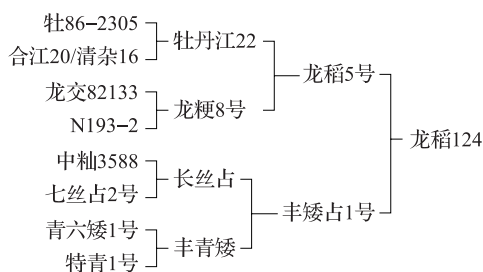 牡86-2305
合江20/清杂16
牡丹江22
龙交82133
N193-2
龙粳8号
龙稻5号
中籼3588
七丝占2号
长丝占
青六矮1号
特青1号
丰青矮
丰矮占1号
龙稻124